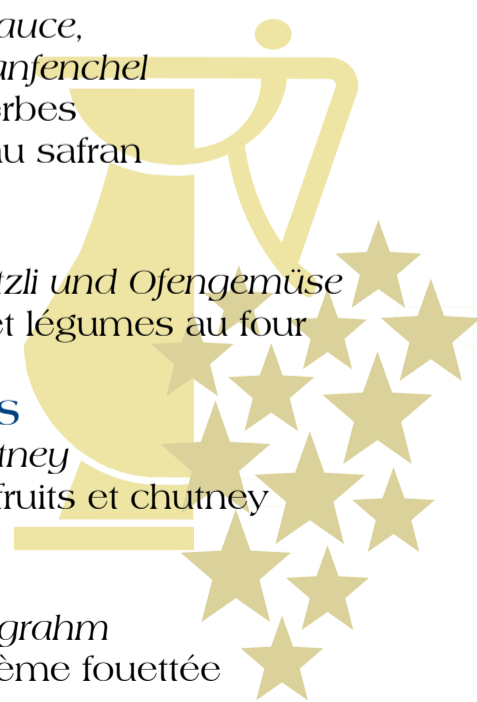 auce,
anfenchel
erbes
au safran
tzli und Ofengemüse
et légumes au four
s
tney
fruits et chutney
grahm
ème fouettée